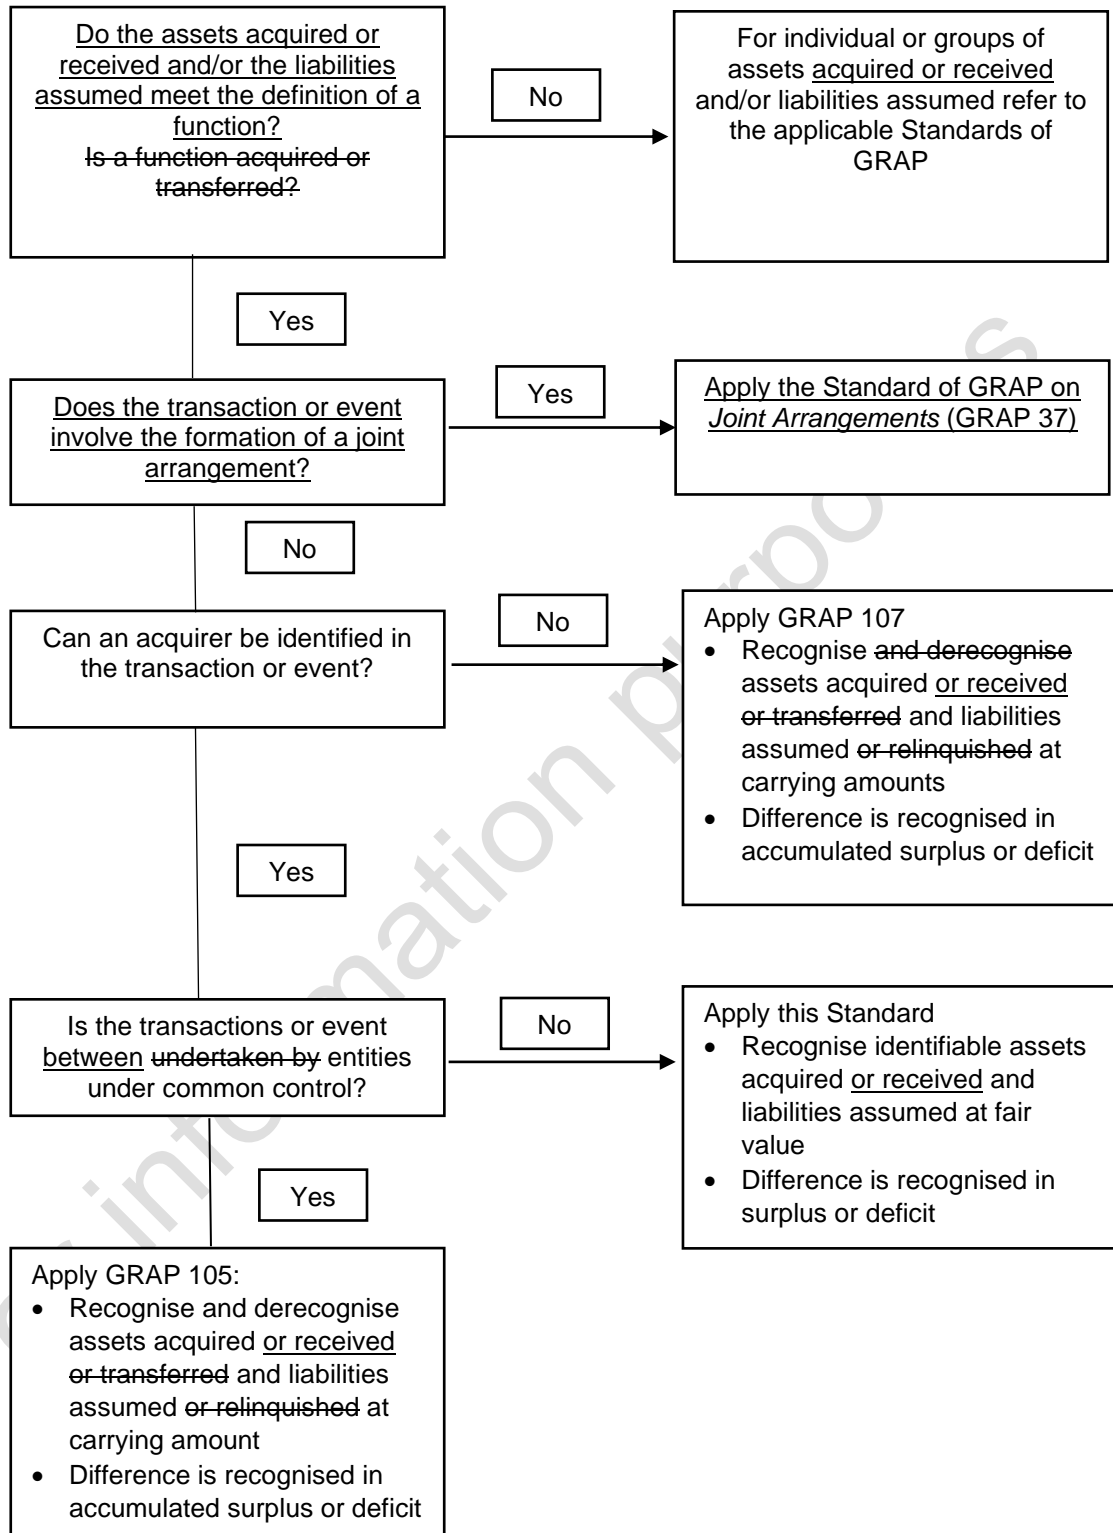 Do the assets acquired or
received and/or the liabilities
assumed meet the definition of a
function?
Is a function acquired or
transferred?
No
For individual or groups of
assets acquired or received
and/or liabilities assumed refer to
the applicable Standards of
GRAP
Yes
Does the transaction or event
involve the formation of a joint
arrangement?
Yes
Apply the Standard of GRAP on
Joint Arrangements (GRAP 37)
No
Can an acquirer be identified in
the transaction or event?
No
Apply GRAP 107
• Recognise and derecognise
assets acquired or received
or transferred and liabilities
assumed or relinquished at
carrying amounts
• Difference is recognised in
accumulated surplus or deficit
Yes
Is the transactions or event
between undertaken by entities
under common control?
No
Apply this Standard
• Recognise identifiable assets
acquired or received and
liabilities assumed at fair
value
• Difference is recognised in
surplus or deficit
Yes
Apply GRAP 105:
• Recognise and derecognise
assets acquired or received
or transferred and liabilities
assumed or relinquished at
carrying amount
• Difference is recognised in
accumulated surplus or deficit
information